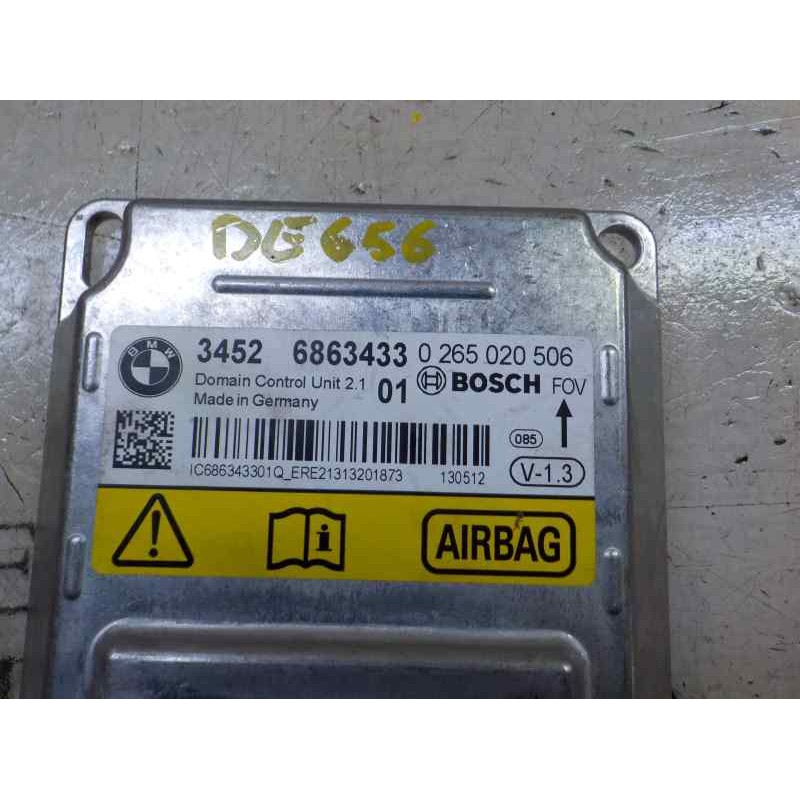 DE656
BMW
3452 6863433 0 265 020 506
Domain Control Unit 2.1 01 BOSCH FOV
Made in Germany
085
IC686343301Q_ERE21313201873 130512 V-1.3
i
AIRBAG